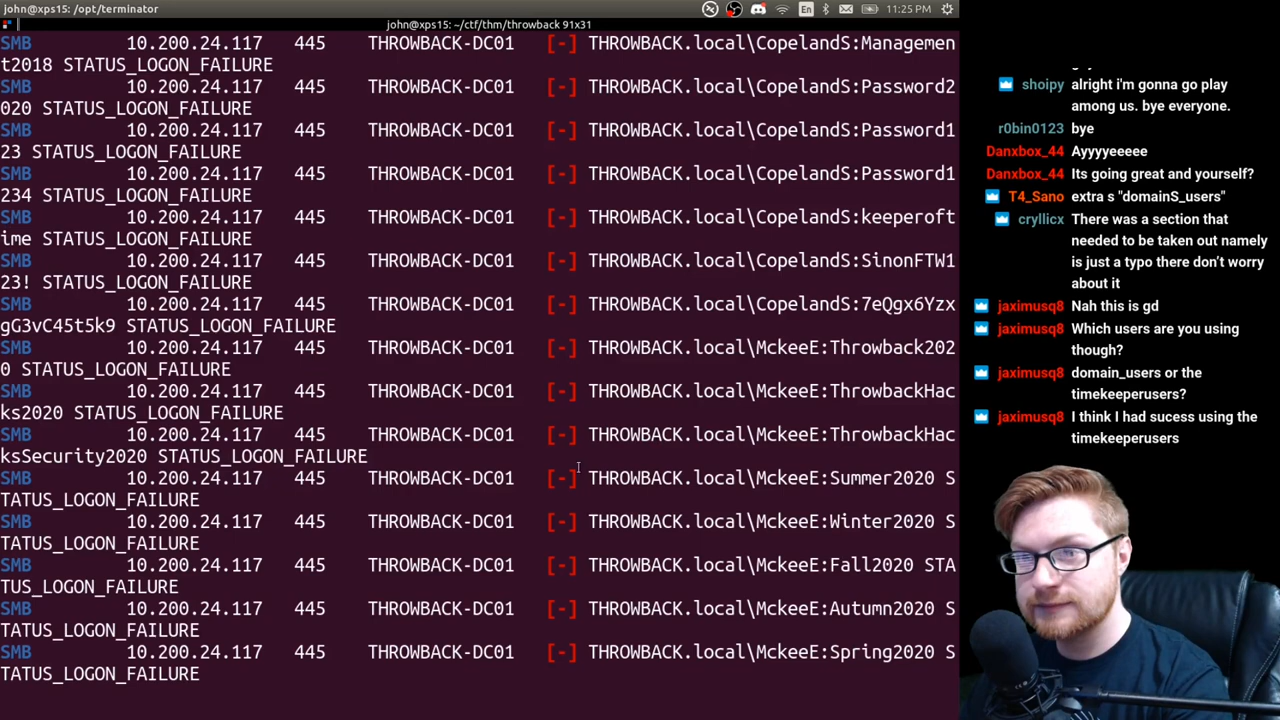 john@xps15: /opt/terminator
En
11:25 PM
john@xps15: ~/ctf/thm/throwback 91x31
SMB 10.200.24.117 445 THROWBACK-DC01 [-] THROWBACK.local\CopelandS:Managemen
t2018 STATUS_LOGON_FAILURE
SMB 10.200.24.117 445 THROWBACK-DC01 [-] THROWBACK.local\CopelandS:Password2
020 STATUS_LOGON_FAILURE
SMB 10.200.24.117 445 THROWBACK-DC01 [-] THROWBACK.local\CopelandS:Password1
23 STATUS_LOGON_FAILURE
SMB 10.200.24.117 445 THROWBACK-DC01 [-] THROWBACK.local\CopelandS:Password1
234 STATUS_LOGON_FAILURE
SMB 10.200.24.117 445 THROWBACK-DC01 [-] THROWBACK.local\CopelandS:keeperoft
ime STATUS_LOGON_FAILURE
SMB 10.200.24.117 445 THROWBACK-DC01 [-] THROWBACK.local\CopelandS:SinonFTW1
23! STATUS_LOGON_FAILURE
SMB 10.200.24.117 445 THROWBACK-DC01 [-] THROWBACK.local\CopelandS:7eQgx6Yzx
gG3vC45t5k9 STATUS_LOGON_FAILURE
SMB 10.200.24.117 445 THROWBACK-DC01 [-] THROWBACK.local\MckeeE:Throwback202
0 STATUS_LOGON_FAILURE
SMB 10.200.24.117 445 THROWBACK-DC01 [-] THROWBACK.local\MckeeE:ThrowbackHac
ks2020 STATUS_LOGON_FAILURE
SMB 10.200.24.117 445 THROWBACK-DC01 [-] THROWBACK.local\MckeeE:ThrowbackHac
ksSecurity2020 STATUS_LOGON_FAILURE
SMB 10.200.24.117 445 THROWBACK-DC01 [-] THROWBACK.local\MckeeE:Summer2020 S
TATUS_LOGON_FAILURE
SMB 10.200.24.117 445 THROWBACK-DC01 [-] THROWBACK.local\MckeeE:Winter2020 S
TATUS_LOGON_FAILURE
SMB 10.200.24.117 445 THROWBACK-DC01 [-] THROWBACK.local\MckeeE:Fall2020 STA
TUS_LOGON_FAILURE
SMB 10.200.24.117 445 THROWBACK-DC01 [-] THROWBACK.local\MckeeE:Autumn2020 S
TATUS_LOGON_FAILURE
SMB 10.200.24.117 445 THROWBACK-DC01 [-] THROWBACK.local\MckeeE:Spring2020 S
TATUS_LOGON_FAILURE
shoipy alright i'm gonna go play
among us. bye everyone.
r0bin0123 bye
Danxbox_44 Ayyyyeeeee
Danxbox_44 Its going great and yourself?
T4_Sano extra s "domainS_users"
cryllicx There was a section that
needed to be taken out namely
is just a typo there don't worry
about it
jaximusq8 Nah this is gd
jaximusq8 Which users are you using
though?
jaximusq8 domain_users or the
timekeeperusers?
jaximusq8 I think I had sucess using the
timekeeperusers